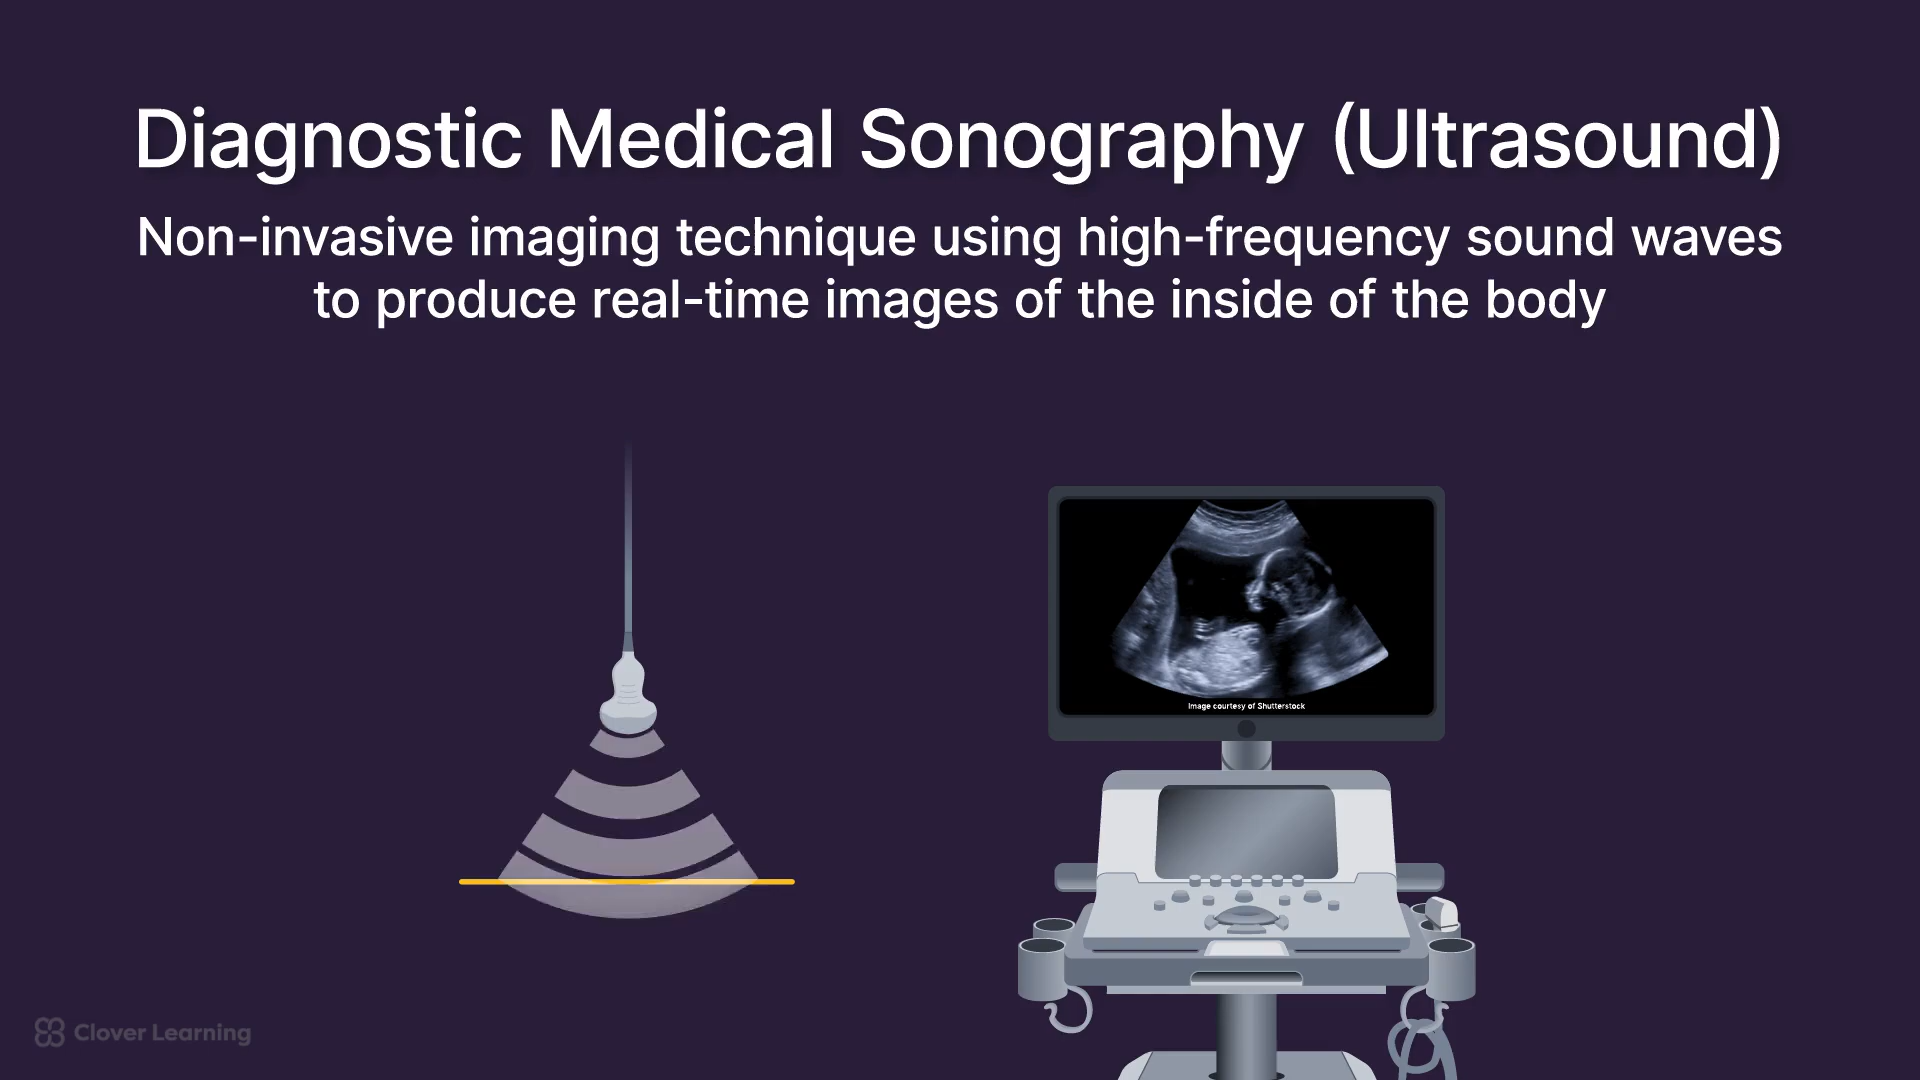 Diagnostic Medical Sonography (Ultrasound)
Non-invasive imaging technique using high-frequency sound waves
to produce real-time images of the inside of the body
Image courtesy of Shutterstock
Clover Learning